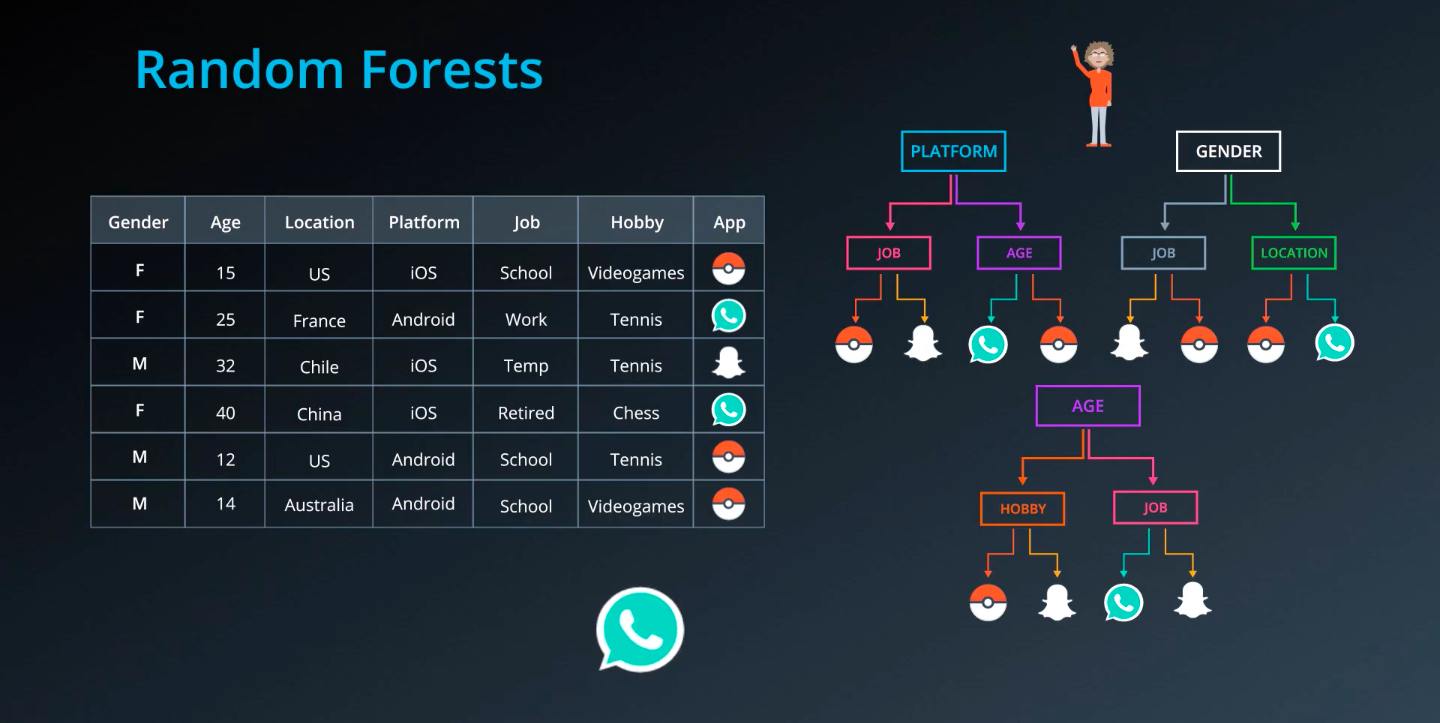 Random Forests
Gender Age Location Platform Job Hobby App
F 15 US iOS School Videogames
F 25 France Android Work Tennis
M 32 Chile iOS Temp Tennis
F 40 China iOS Retired Chess
M 12 US Android School Tennis
M 14 Australia Android School Videogames
PLATFORM GENDER
JOB AGE JOB LOCATION
AGE
HOBBY JOB